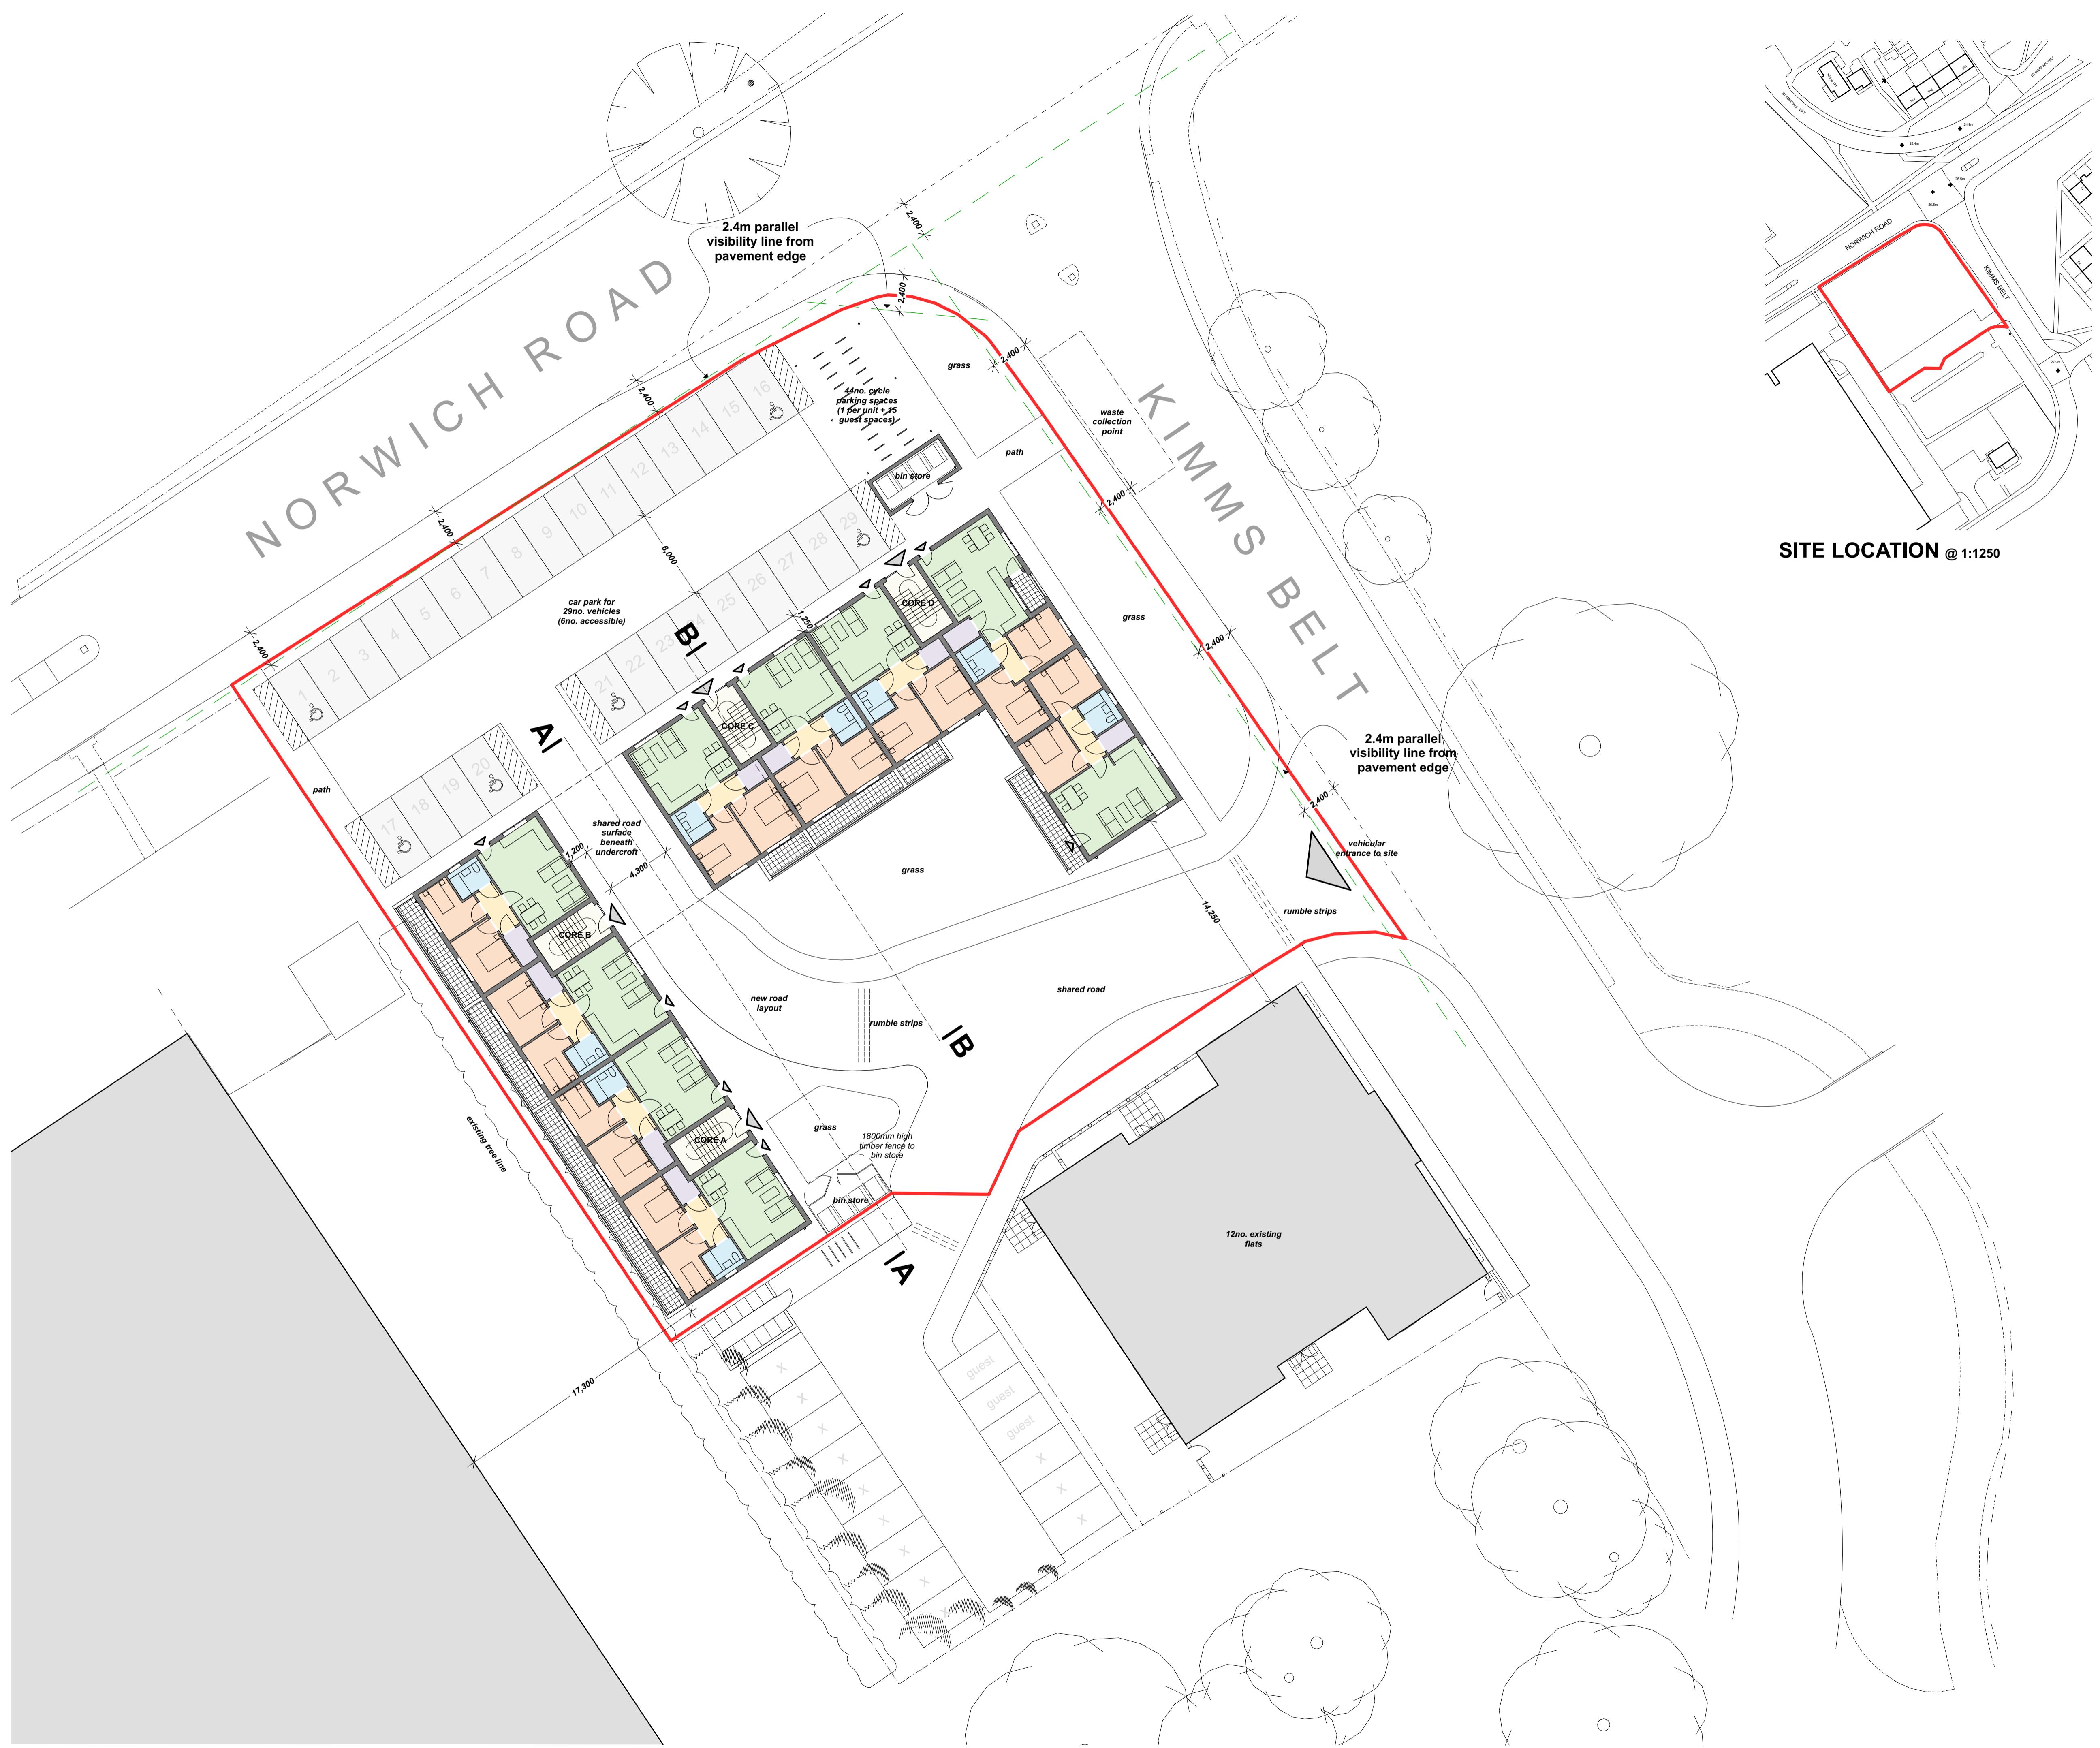 NORWICH ROAD
KIMMS BELT
2.4m parallel
visibility line from
pavement edge
2,400
2,400
2,400
2,400
2,400
2,400
2,400
2,400
2,400
2,400
grass
44no. cycle
parking spaces
(1 per unit + 15
guest spaces)
waste
collection
point
path
bin store
1
2
3
4
5
6
7
8
9
10
11
12
13
14
15
16
6,000
car park for
29no. vehicles
(6no. accessible)
1,250
21
22
23
24
25
26
27
28
29
B
A
CORE D
CORE C
grass
path
17
18
19
20
shared road
surface
beneath
undercroft
1,200
4,300
grass
2.4m parallel
visibility line from
pavement edge
vehicular
entrance to site
rumble strips
14,250
CORE B
new road
layout
rumble strips
shared road
B
existing tree line
CORE A
grass
1800mm high
timber fence to
bin store
bin store
A
12no. existing
flats
17,300
guest
guest
guest
X
X
X
X
X
X
X
X
X
X
X
X
NORWICH ROAD
KIMMS BELT
SITE LOCATION @ 1:1250